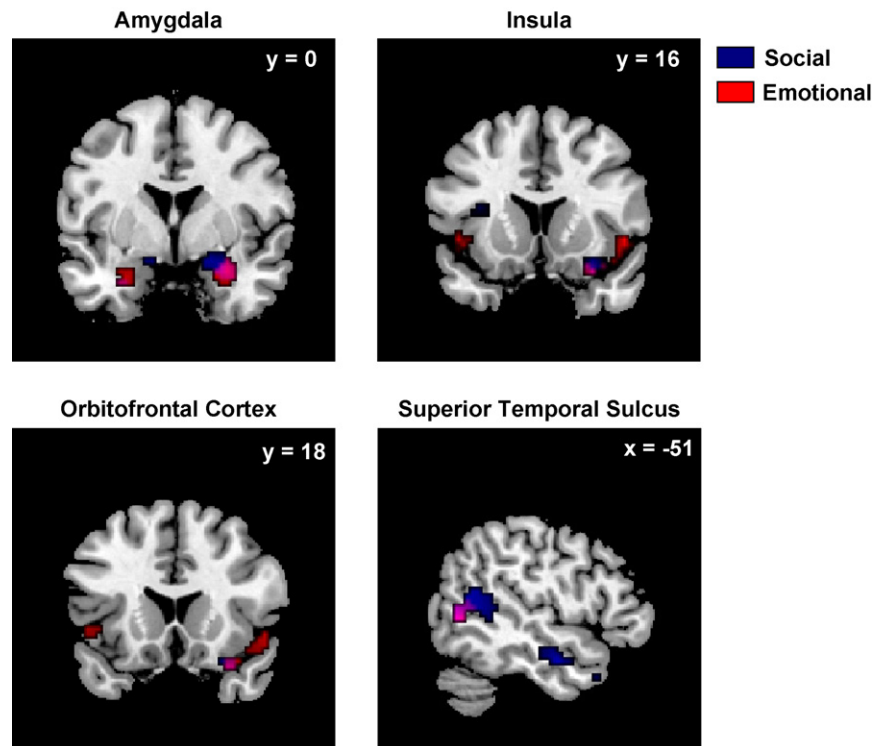 Amygdala
y = 0
Insula
y = 16
Social
Emotional
Orbitofrontal Cortex
y = 18
Superior Temporal Sulcus
x = -51